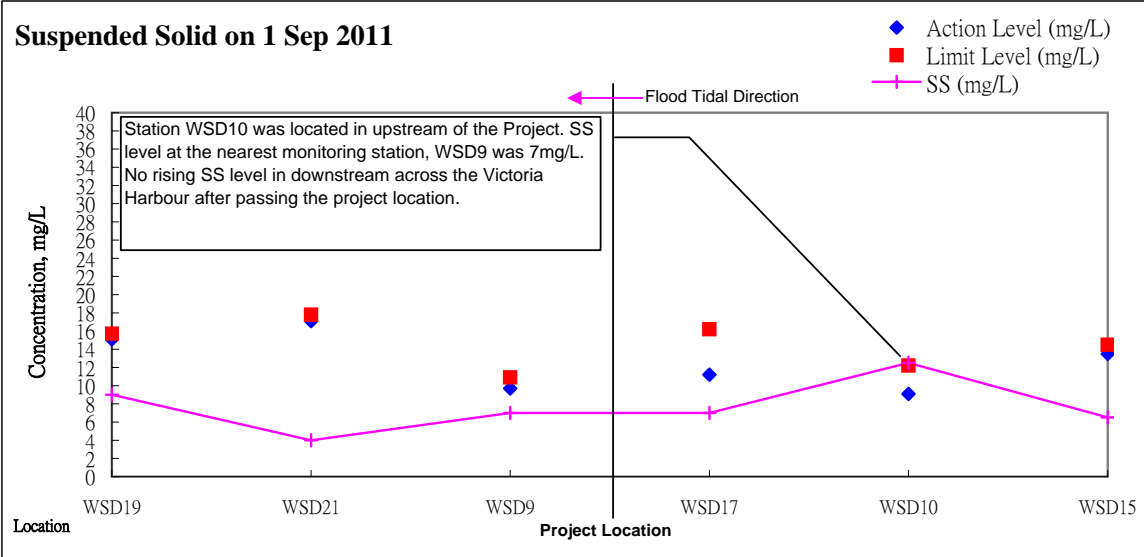 Suspended Solid on 1 Sep 2011
Action Level (mg/L)
Limit Level (mg/L)
SS (mg/L)
Flood Tidal Direction
Station WSD10 was located in upstream of the Project. SS
level at the nearest monitoring station, WSD9 was 7mg/L.
No rising SS level in downstream across the Victoria
Harbour after passing the project location.
Concentration, mg/L
40
38
36
34
32
30
28
26
24
22
20
18
16
14
12
10
8
6
4
2
0
WSD19
WSD21
WSD9
WSD17
WSD10
WSD15
Location
Project Location